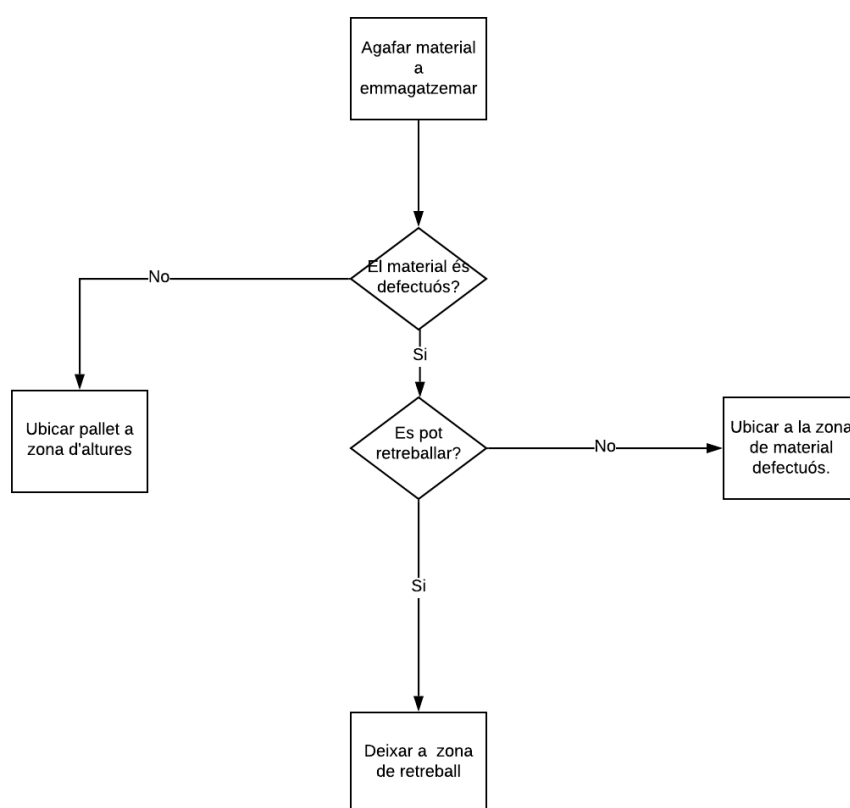 Agafar material
a
emmagatzemar
El material és
defectuós?
No
Si
Ubicar pallet a
zona d'altures
Es pot
retreballar?
No
Ubicar a la zona
de material
defectuós.
Si
Deixar a  zona
de retreball